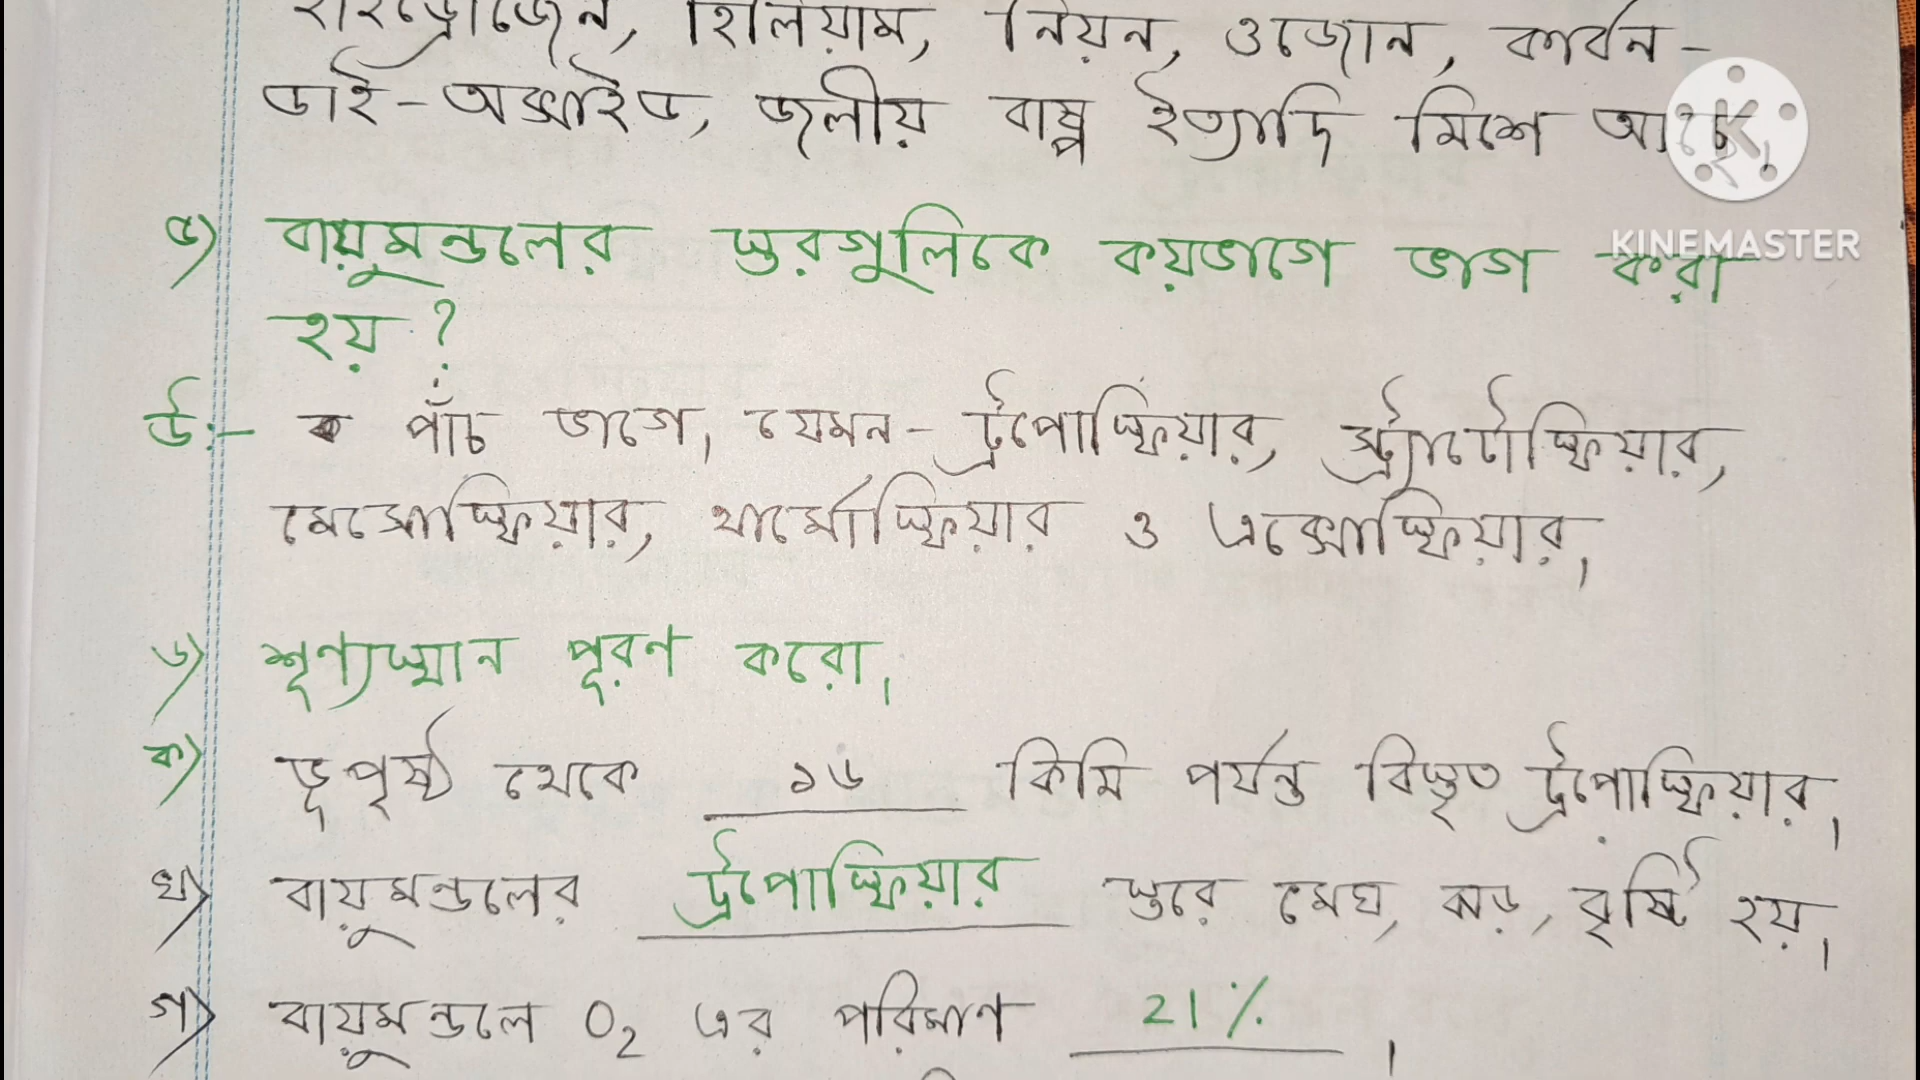 হাইড্রোজেন, হিলিয়াম, নিয়ন, ওজোন, কার্বন-
ডাই-অক্সাইড, জলীয় বাষ্প ইত্যাদি মিশে আছে।
৫) বায়ুমন্ডলের স্তরগুলিকে কয়ভাগে ভাগ করা
KINEMASTER
হয়?
উঃ- পাঁচ ভাগে, যেমন- ট্রপোস্ফিয়ার, স্ট্র্যাটোস্ফিয়ার,
মেসোস্ফিয়ার, থার্মোস্ফিয়ার ও এক্সোস্ফিয়ার।
৬) শূণ্যস্থান পূরণ করো।
ক) ভূপৃষ্ঠ থেকে ১৬ কিমি পর্যন্ত বিস্তৃত ট্রপোস্ফিয়ার।
খ) বায়ুমন্ডলের ট্রপোস্ফিয়ার স্তরে মেঘ, ঝড়, বৃষ্টি হয়।
গ) বায়ুমন্ডলে O₂ এর পরিমাণ 21%।